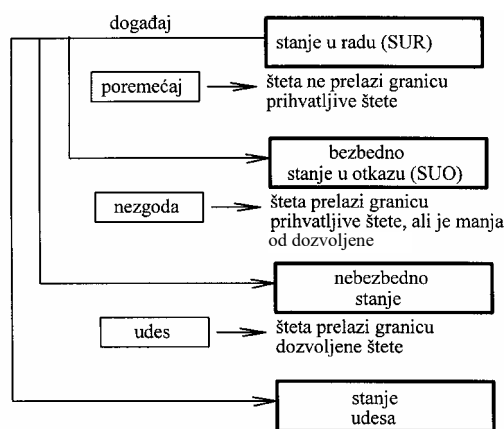 događaj
stanje u radu (SUR)
poremećaj
šteta ne prelazi granicu
prihvatljive štete
bezbedno
stanje u otkazu (SUO)
nezgoda
šteta prelazi granicu
prihvatljive štete, ali je manja
od dozvoljene
nebezbedno
stanje
udes
šteta prelazi granicu
dozvoljene štete
stanje
udesa